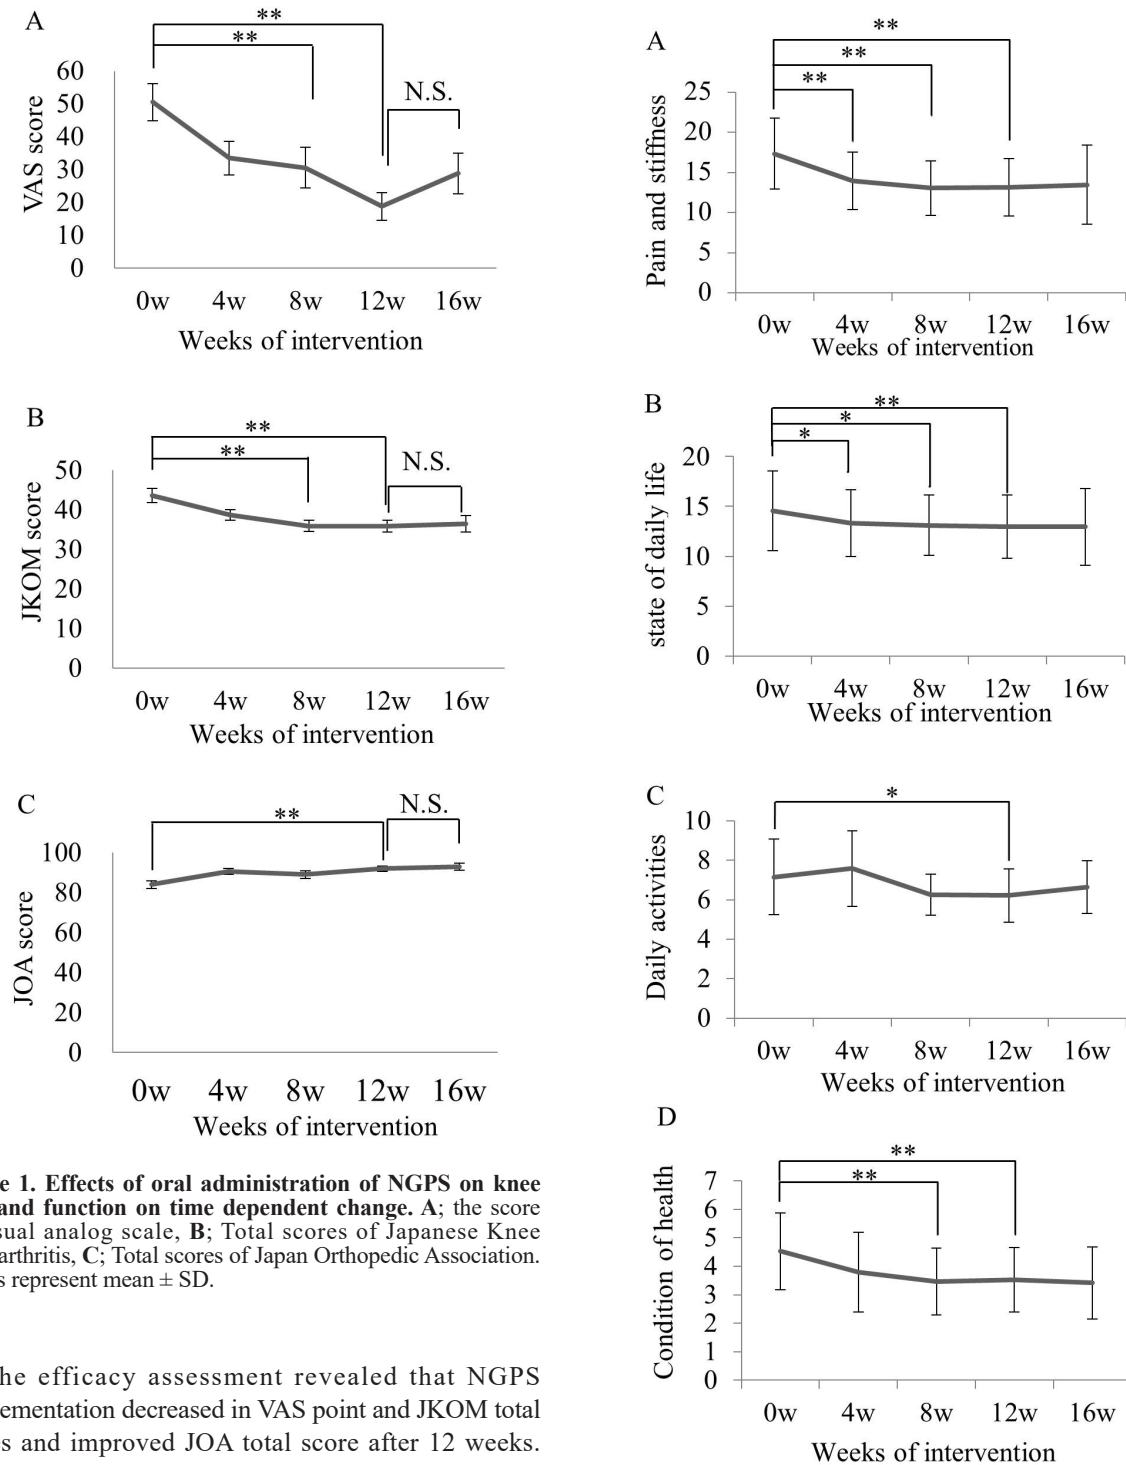 A
**
**
N.S.
60
50
40
30
20
10
0
VAS score
0w 4w 8w 12w 16w
Weeks of intervention
B
**
**
N.S.
50
40
30
20
10
0
JKOM score
0w 4w 8w 12w 16w
Weeks of intervention
C
**
N.S.
100
80
60
40
20
0
JOA score
0w 4w 8w 12w 16w
Weeks of intervention
e 1. Effects of oral administration of NGPS on knee
and function on time dependent change. A; the score
sual analog scale, B; Total scores of Japanese Knee
arthritis, C; Total scores of Japan Orthopedic Association.
s represent mean ± SD.
he efficacy assessment revealed that NGPS
ementation decreased in VAS point and JKOM total
es and improved JOA total score after 12 weeks.
A
**
**
**
25
20
15
10
5
0
Pain and stiffness
0w 4w 8w 12w 16w
Weeks of intervention
B
**
*
*
20
15
10
5
0
state of daily life
0w 4w 8w 12w 16w
Weeks of intervention
C
*
10
8
6
4
2
0
Daily activities
0w 4w 8w 12w 16w
Weeks of intervention
D
**
**
7
6
5
4
3
2
1
0
Condition of health
0w 4w 8w 12w 16w
Weeks of intervention